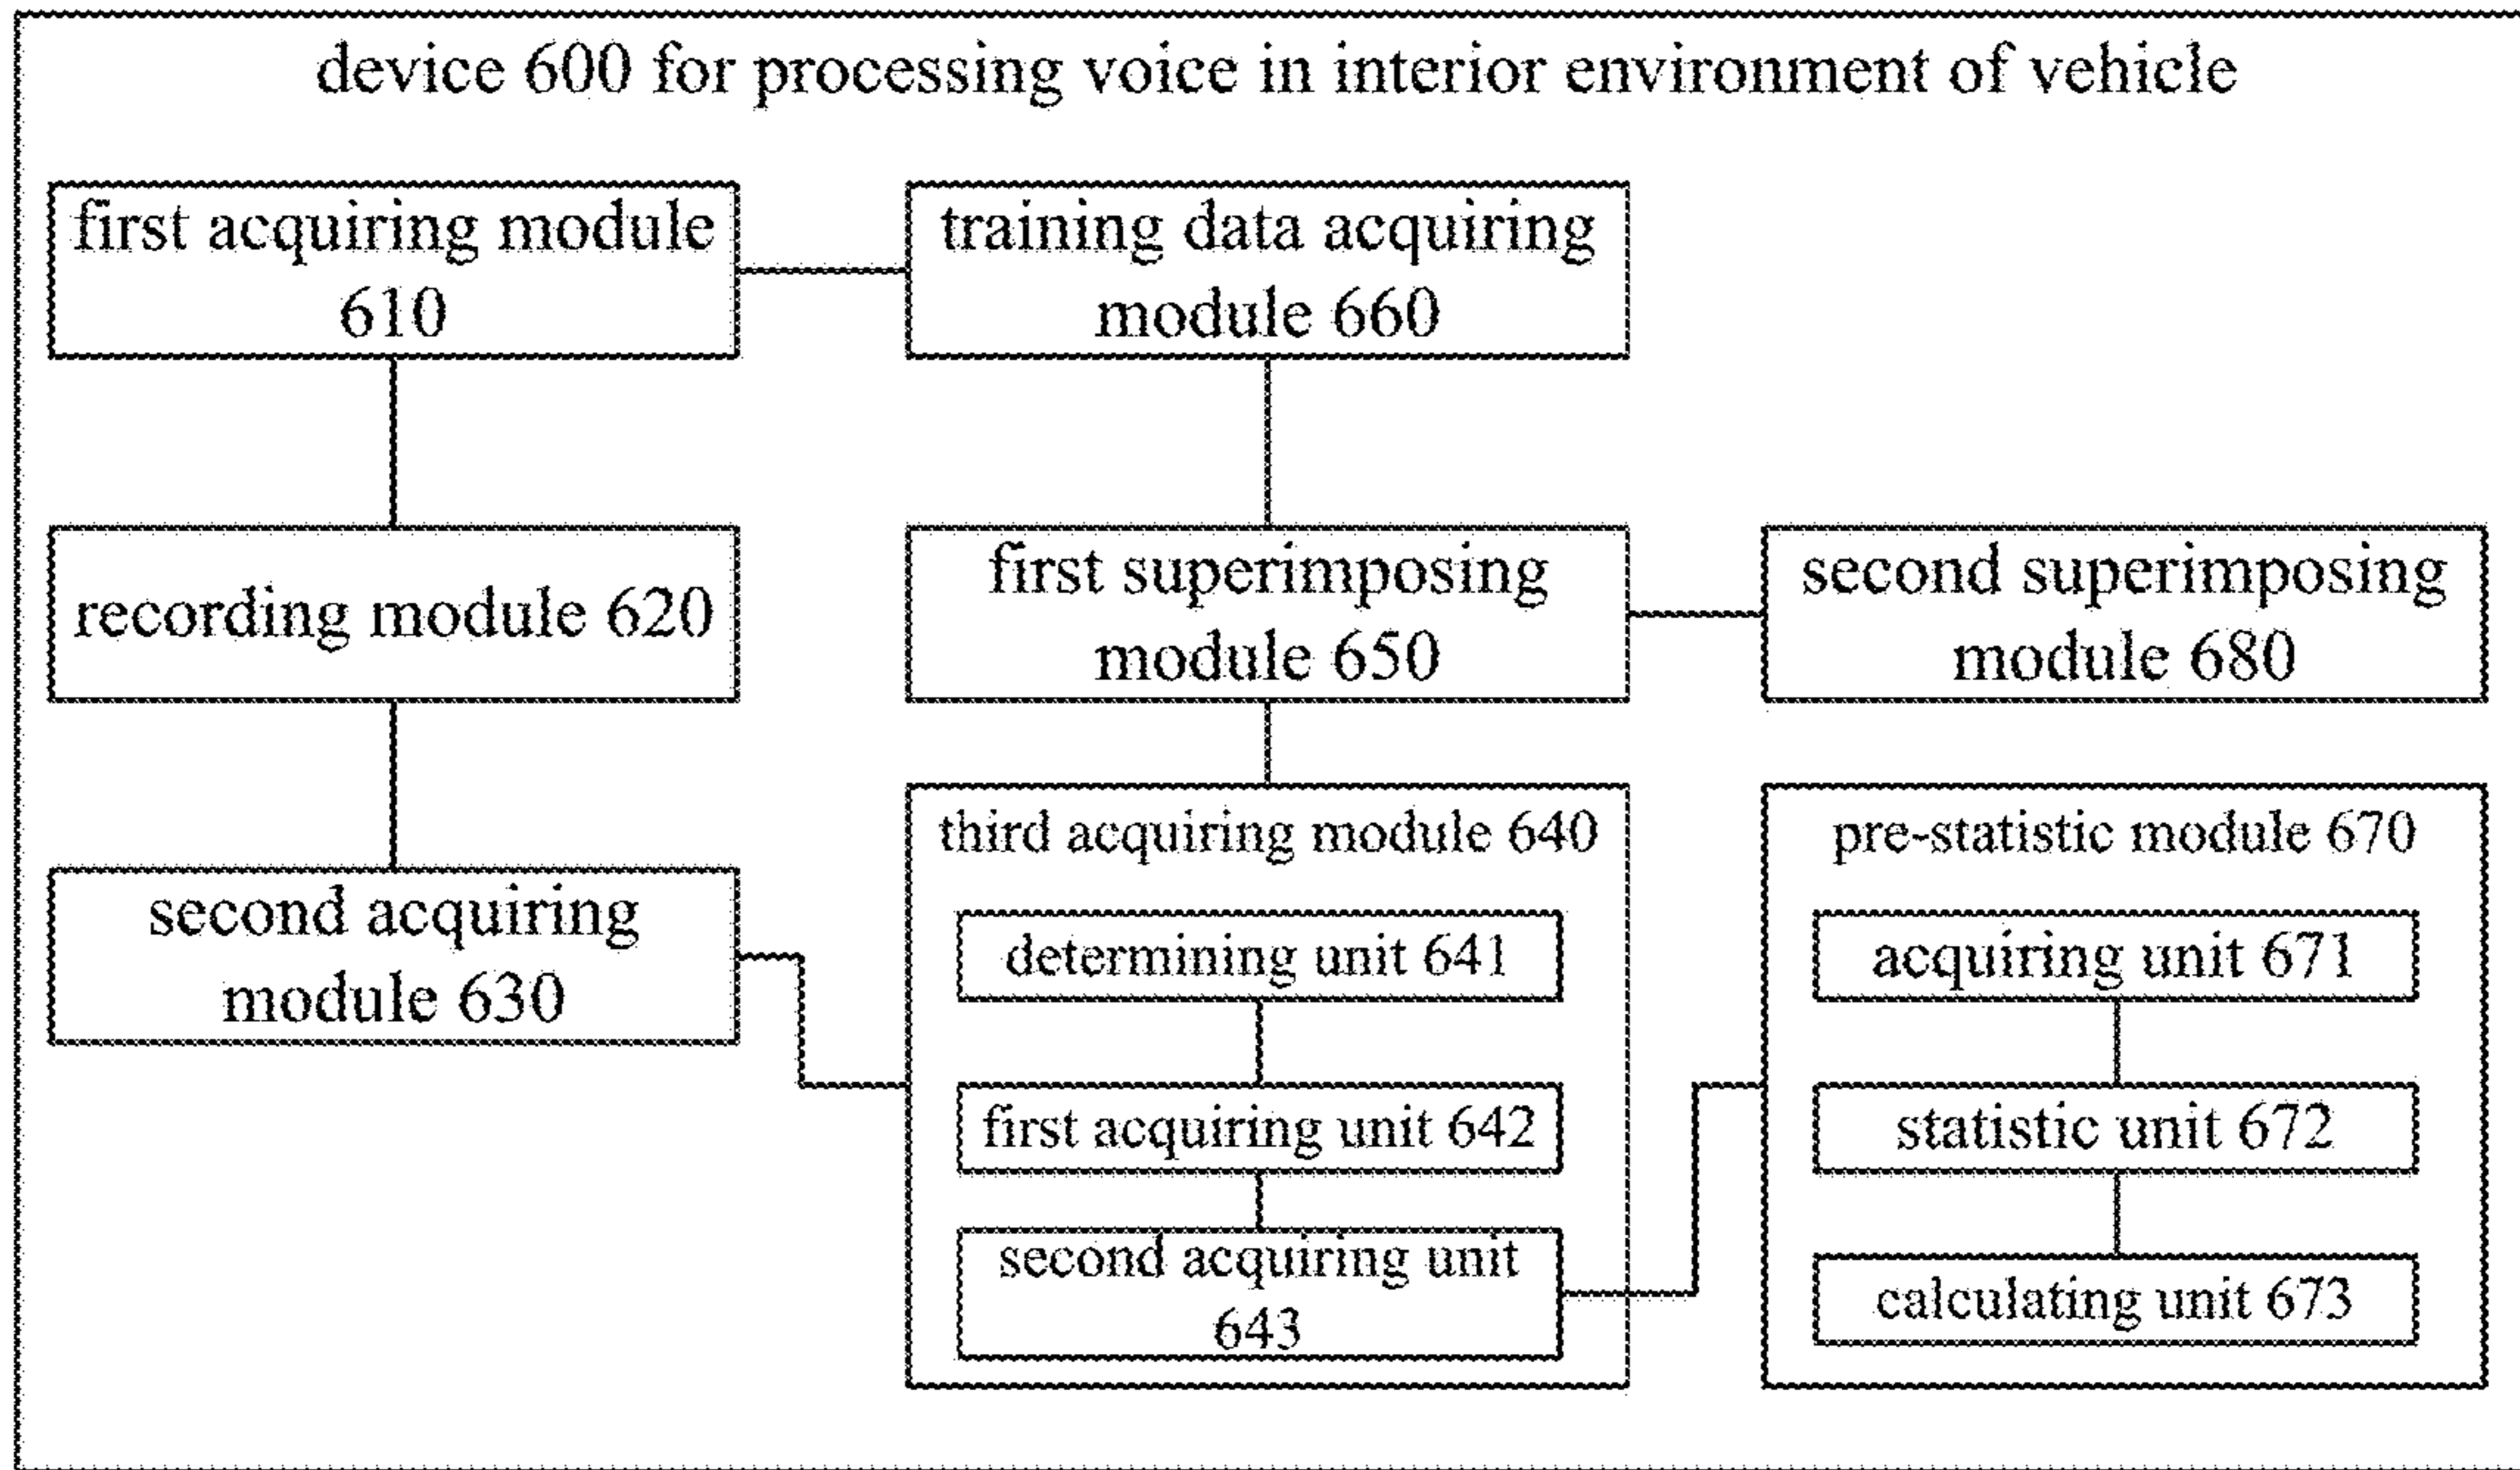 device 600 for processing voice in interior environment of vehicle
first acquiring module
610
training data acquiring
module 660
recording module 620
first superimposing
module 650
second superimposing
module 680
second acquiring
module 630
third acquiring module 640
determining unit 641
first acquiring unit 642
second acquiring unit
643
pre-statistic module 670
acquiring unit 671
statistic unit 672
calculating unit 673